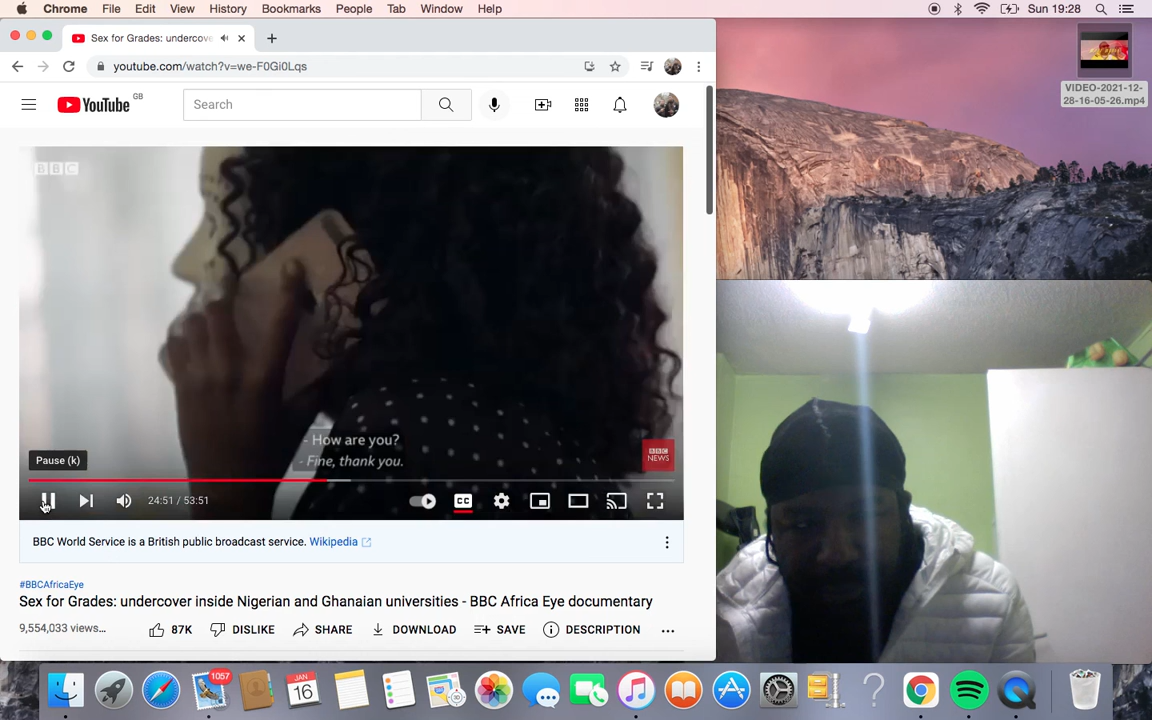 Chrome File Edit View History Bookmarks People Tab Window Help Sun 19:28
Sex for Grades: undercove
youtube.com/watch?v=we-F0Gi0Lqs
VIDEO-2021-12-
28-16-05-26.mp4
YouTube GB
Search
BBC
- How are you?
- Fine, thank you.
BBC
NEWS
Pause (k)
24:51 / 53:51
CC
BBC World Service is a British public broadcast service. Wikipedia
#BBCAfricaEye
Sex for Grades: undercover inside Nigerian and Ghanaian universities - BBC Africa Eye documentary
9,554,033 views...
87K DISLIKE SHARE DOWNLOAD SAVE DESCRIPTION
1057
JAN
16